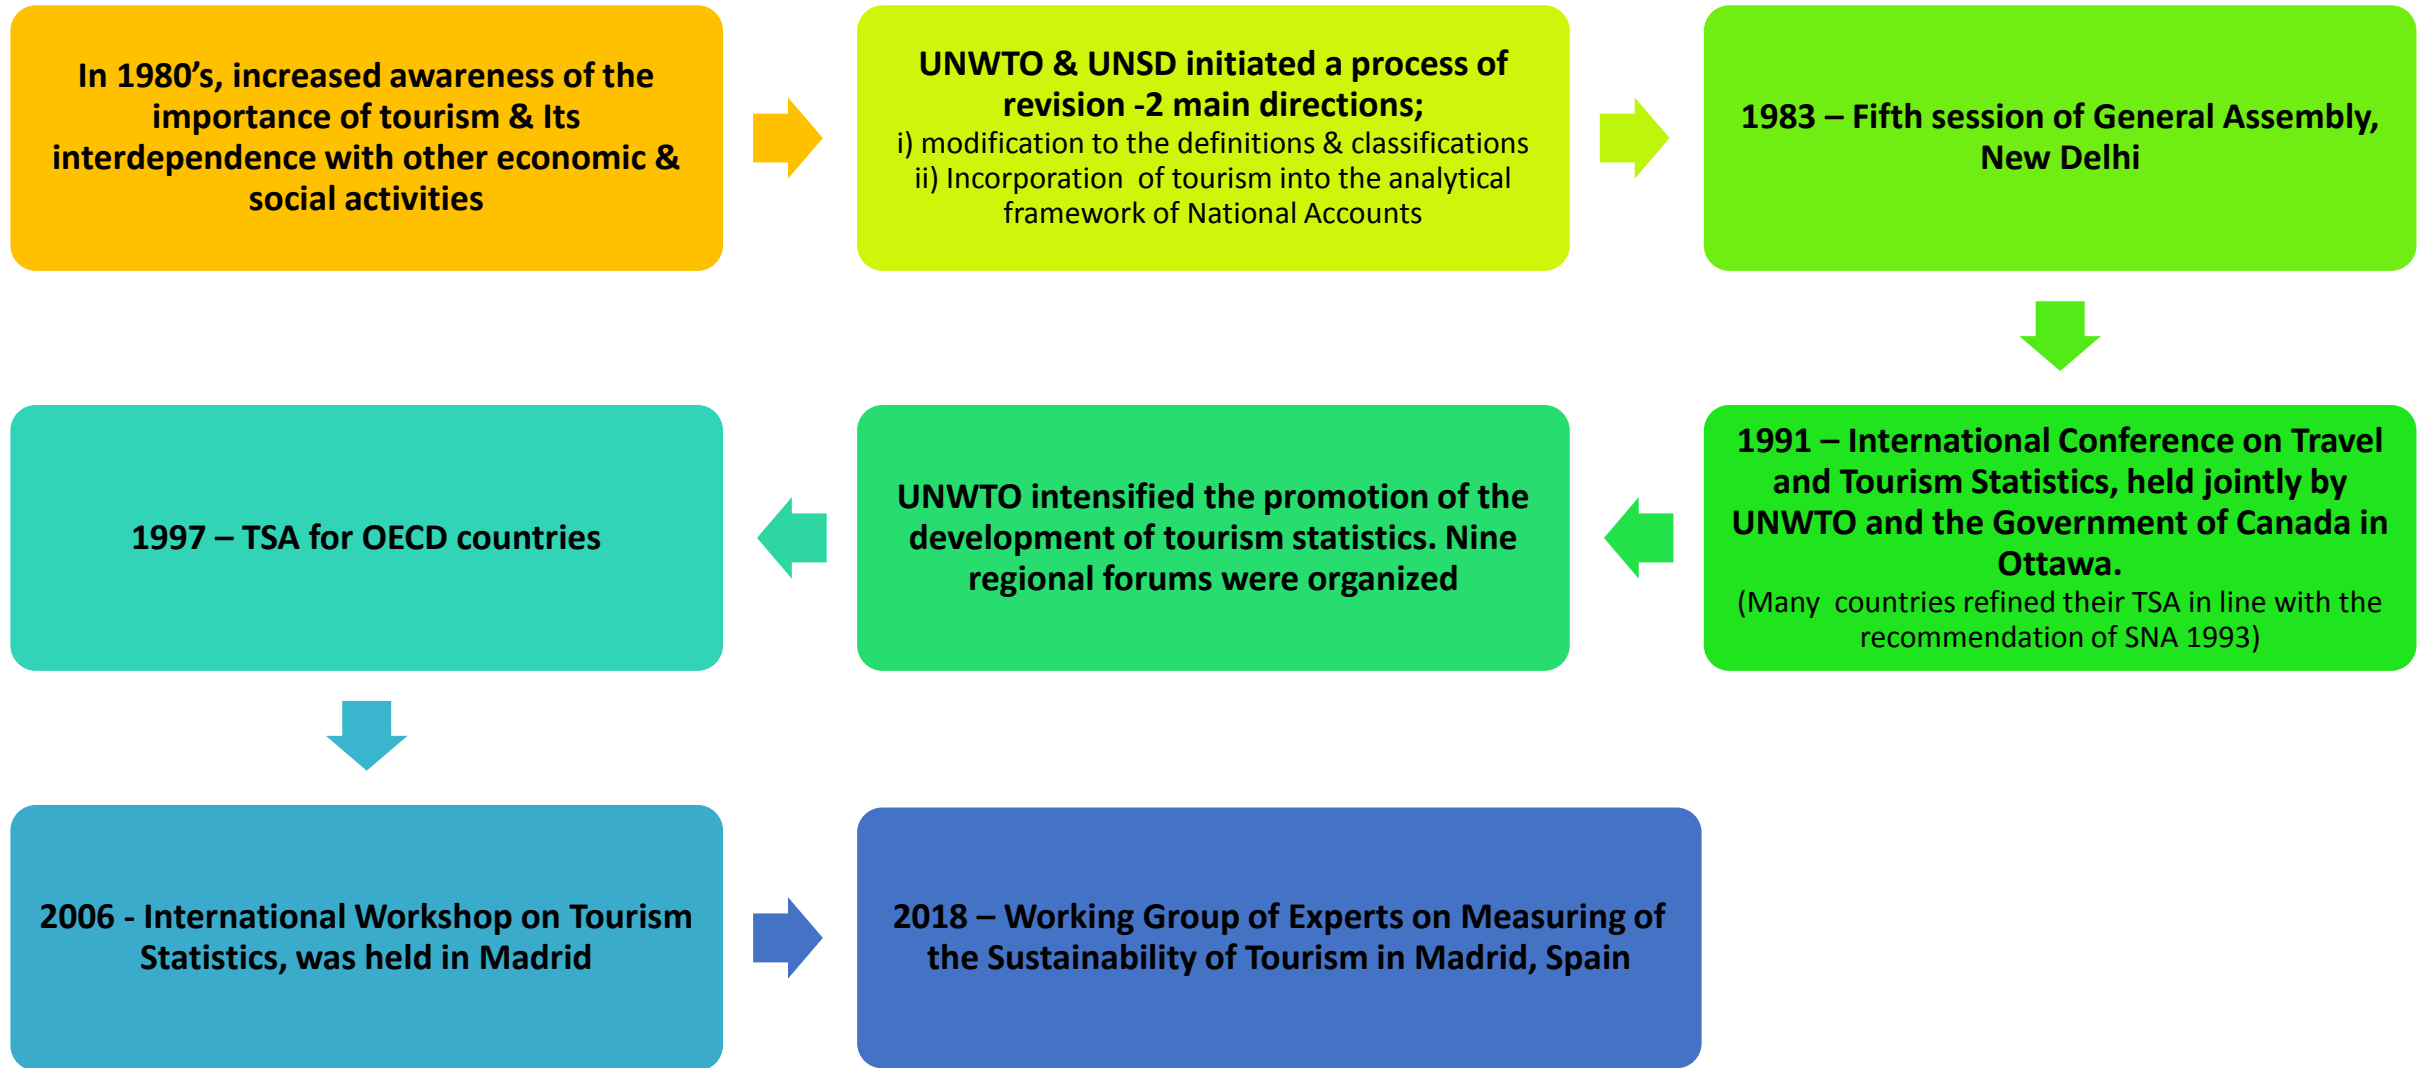 In 1980’s, increased awareness of the
importance of tourism & Its
interdependence with other economic &
social activities
UNWTO & UNSD initiated a process of
revision -2 main directions;
i) modification to the definitions & classifications
ii) Incorporation of tourism into the analytical
framework of National Accounts
1983 – Fifth session of General Assembly,
New Delhi
1991 – International Conference on Travel
and Tourism Statistics, held jointly by
UNWTO and the Government of Canada in
Ottawa.
(Many countries refined their TSA in line with the
recommendation of SNA 1993)
UNWTO intensified the promotion of the
development of tourism statistics. Nine
regional forums were organized
1997 – TSA for OECD countries
2006 - International Workshop on Tourism
Statistics, was held in Madrid
2018 – Working Group of Experts on Measuring of
the Sustainability of Tourism in Madrid, Spain